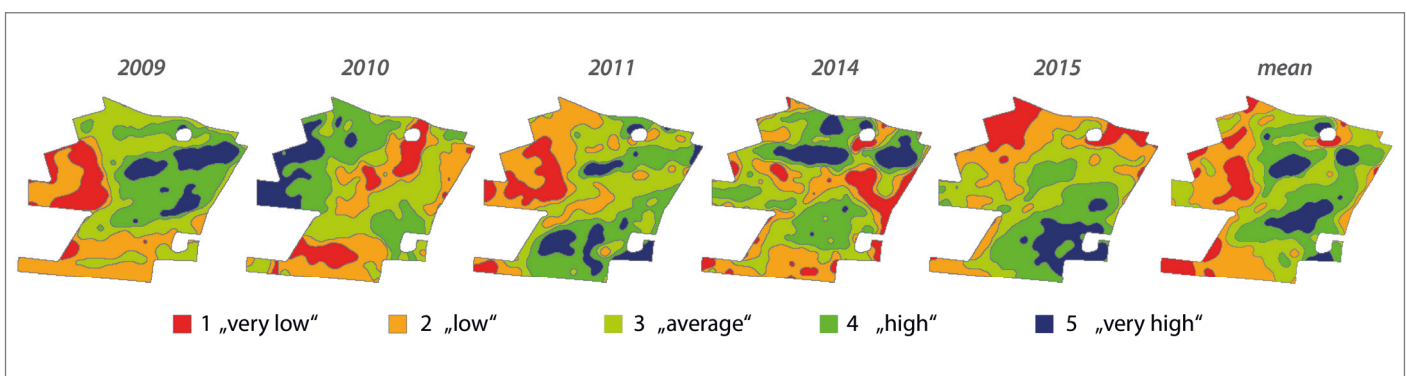 2009 2010 2011 2014 2015 mean
1 „very low“ 2 „low“ 3 „average“ 4 „high“ 5 „very high“